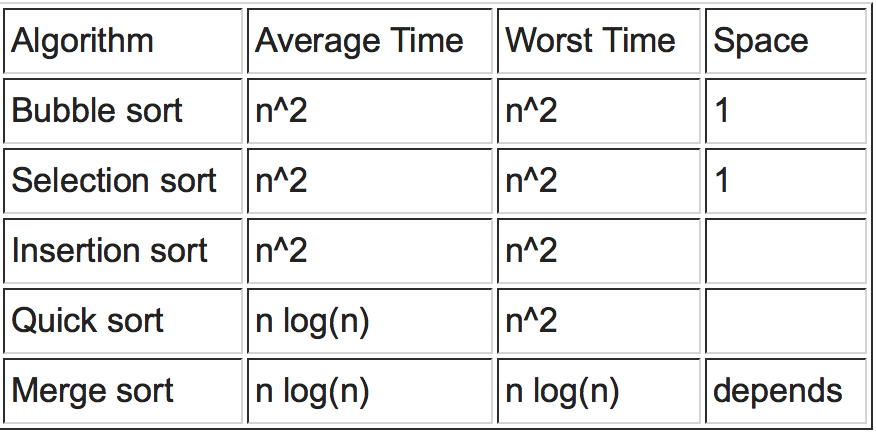 Algorithm Average Time Worst Time Space
Bubble sort n^2 n^2 1
Selection sort n^2 n^2 1
Insertion sort n^2 n^2
Quick sort n log(n) n^2
Merge sort n log(n) n log(n) depends